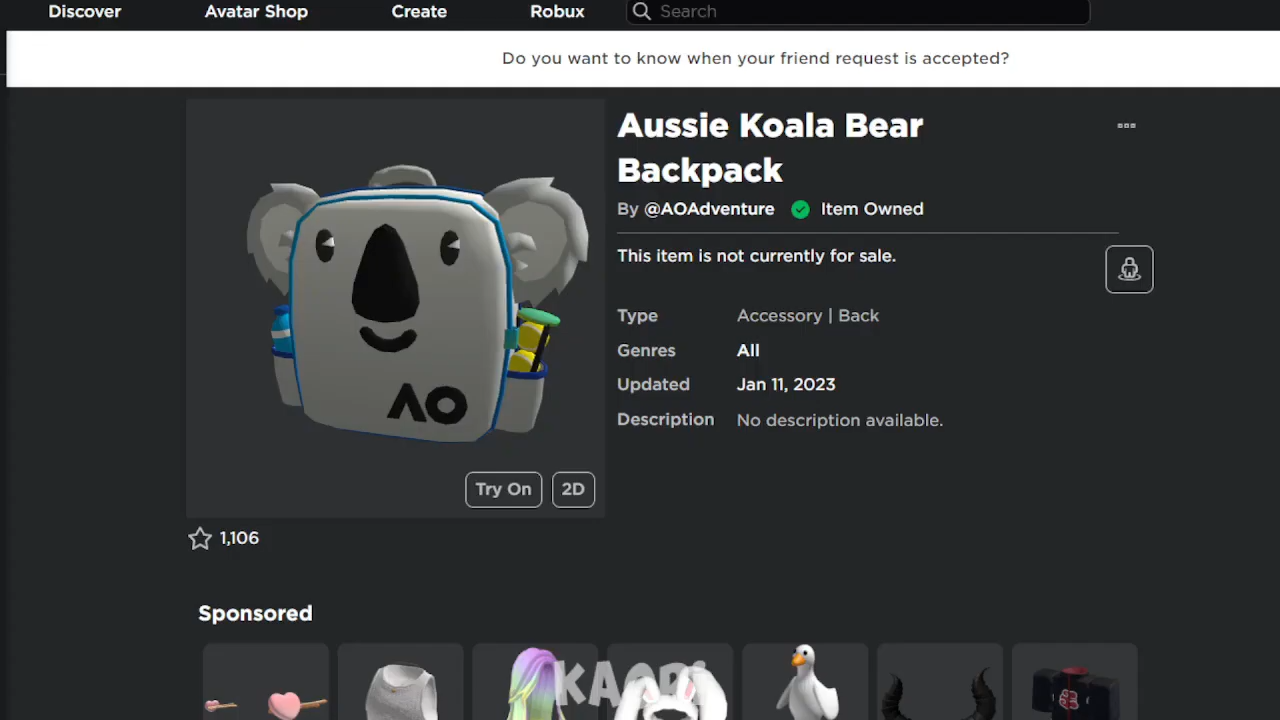 Discover Avatar Shop Create Robux Search
Do you want to know when your friend request is accepted?
Aussie Koala Bear
Backpack
By @AOAdventure Item Owned
This item is not currently for sale.
Type Accessory | Back
Genres All
Updated Jan 11, 2023
Description No description available.
AO
Try On 2D
1,106
Sponsored
KAORI